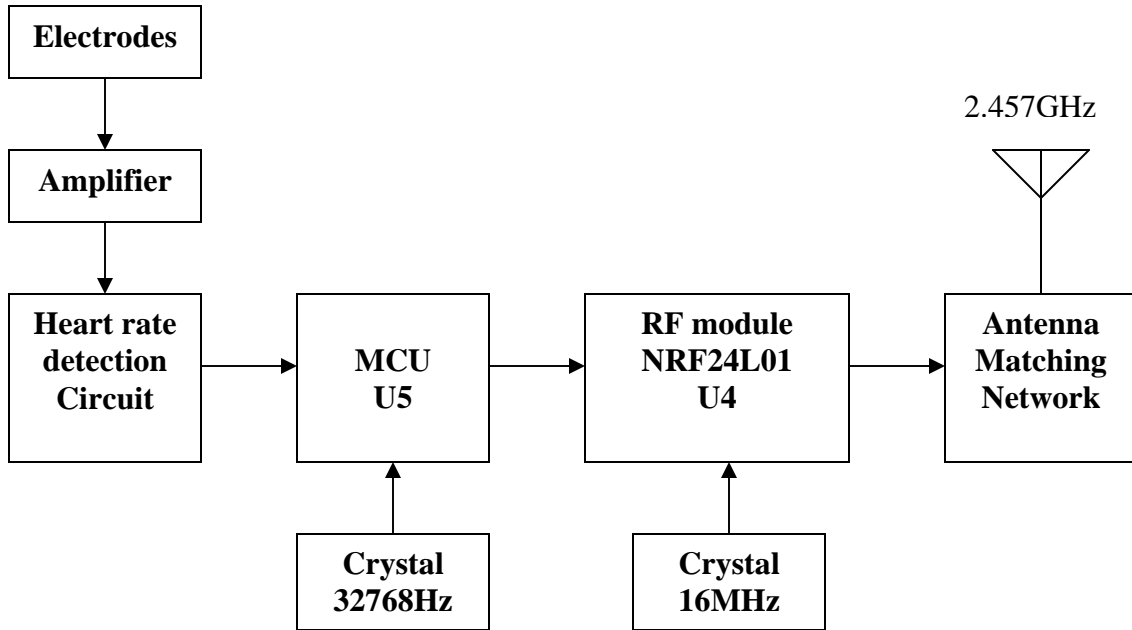 Electrodes
2.457GHz
Amplifier
Heart rate
detection
Circuit
MCU
U5
RF module
NRF24L01
U4
Antenna
Matching
Network
Crystal
32768Hz
Crystal
16MHz